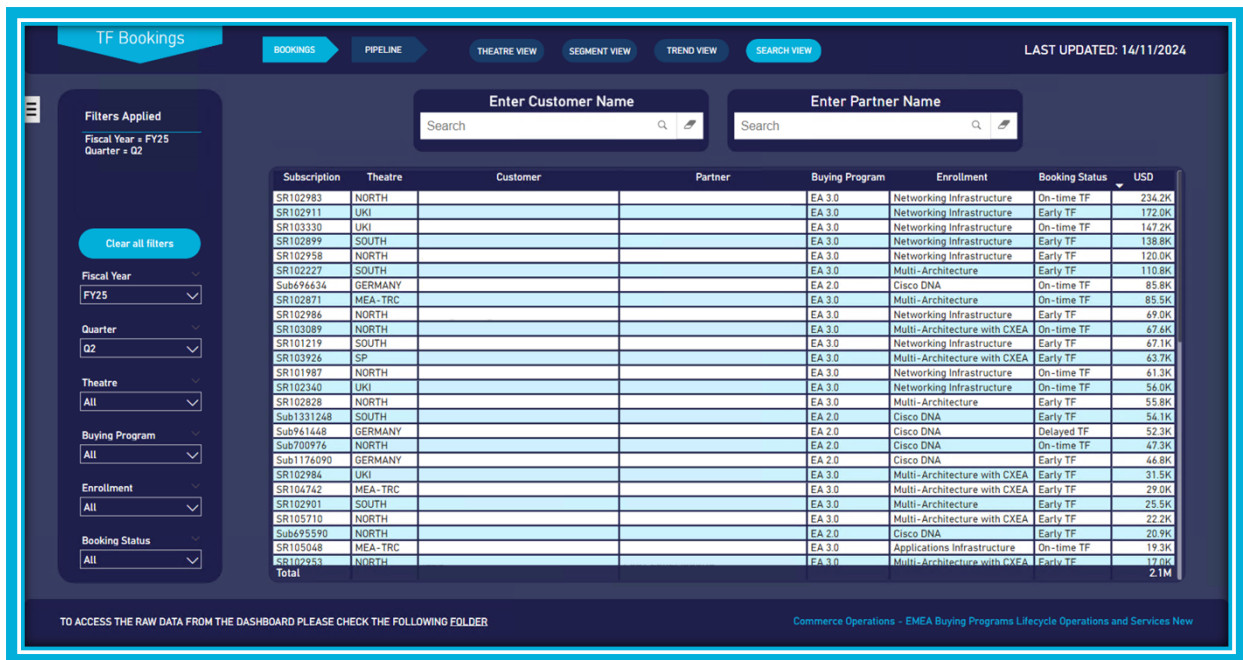 TF Bookings
BOOKINGS PIPELINE THEATRE VIEW SEGMENT VIEW TREND VIEW SEARCH VIEW LAST UPDATED: 14/11/2024
Filters Applied
Fiscal Year = FY25
Quarter = Q2
Clear all filters
Fiscal Year
FY25
Quarter
Q2
Theatre
All
Buying Program
All
Enrollment
All
Booking Status
All
Enter Customer Name
Search
Enter Partner Name
Search
Subscription Theatre Customer Partner Buying Program Enrollment Booking Status USD
SR102983 NORTH EA 3.0 Networking Infrastructure On-time TF 234.2K
SR102911 UKI EA 3.0 Networking Infrastructure Early TF 172.0K
SR103330 UKI EA 3.0 Networking Infrastructure On-time TF 147.2K
SR102899 SOUTH EA 3.0 Networking Infrastructure Early TF 138.8K
SR102958 NORTH EA 3.0 Networking Infrastructure Early TF 120.0K
SR102227 SOUTH EA 3.0 Multi-Architecture Early TF 110.8K
Sub696634 GERMANY EA 2.0 Cisco DNA On-time TF 85.8K
SR102871 MEA-TRC EA 3.0 Multi-Architecture On-time TF 85.5K
SR102986 NORTH EA 3.0 Networking Infrastructure Early TF 69.0K
SR103089 NORTH EA 3.0 Multi-Architecture with CXEA On-time TF 67.6K
SR101219 SOUTH EA 3.0 Networking Infrastructure Early TF 67.1K
SR103926 SP EA 3.0 Multi-Architecture with CXEA Early TF 63.7K
SR101987 NORTH EA 3.0 Networking Infrastructure On-time TF 61.3K
SR102340 UKI EA 3.0 Networking Infrastructure On-time TF 56.0K
SR102828 NORTH EA 3.0 Multi-Architecture Early TF 55.8K
Sub1331248 SOUTH EA 2.0 Cisco DNA Early TF 54.1K
Sub961448 GERMANY EA 2.0 Cisco DNA Delayed TF 52.3K
Sub700976 NORTH EA 2.0 Cisco DNA On-time TF 47.3K
Sub1176090 GERMANY EA 2.0 Cisco DNA Early TF 46.8K
SR102984 UKI EA 3.0 Multi-Architecture with CXEA Early TF 31.5K
SR104742 MEA-TRC EA 3.0 Multi-Architecture with CXEA Early TF 29.0K
SR102901 SOUTH EA 3.0 Networking Infrastructure Early TF 25.5K
SR105710 NORTH EA 3.0 Multi-Architecture with CXEA Early TF 22.2K
Sub695590 NORTH EA 2.0 Cisco DNA Early TF 20.9K
SR105048 MEA-TRC EA 3.0 Applications Infrastructure On-time TF 19.3K
SR102953 NORTH EA 3.0 Multi-Architecture with CXEA Early TF 17.0K
Total 2.1M
TO ACCESS THE RAW DATA FROM THE DASHBOARD PLEASE CHECK THE FOLLOWING FOLDER
Commerce Operations - EMEA Buying Programs Lifecycle Operations and Services New